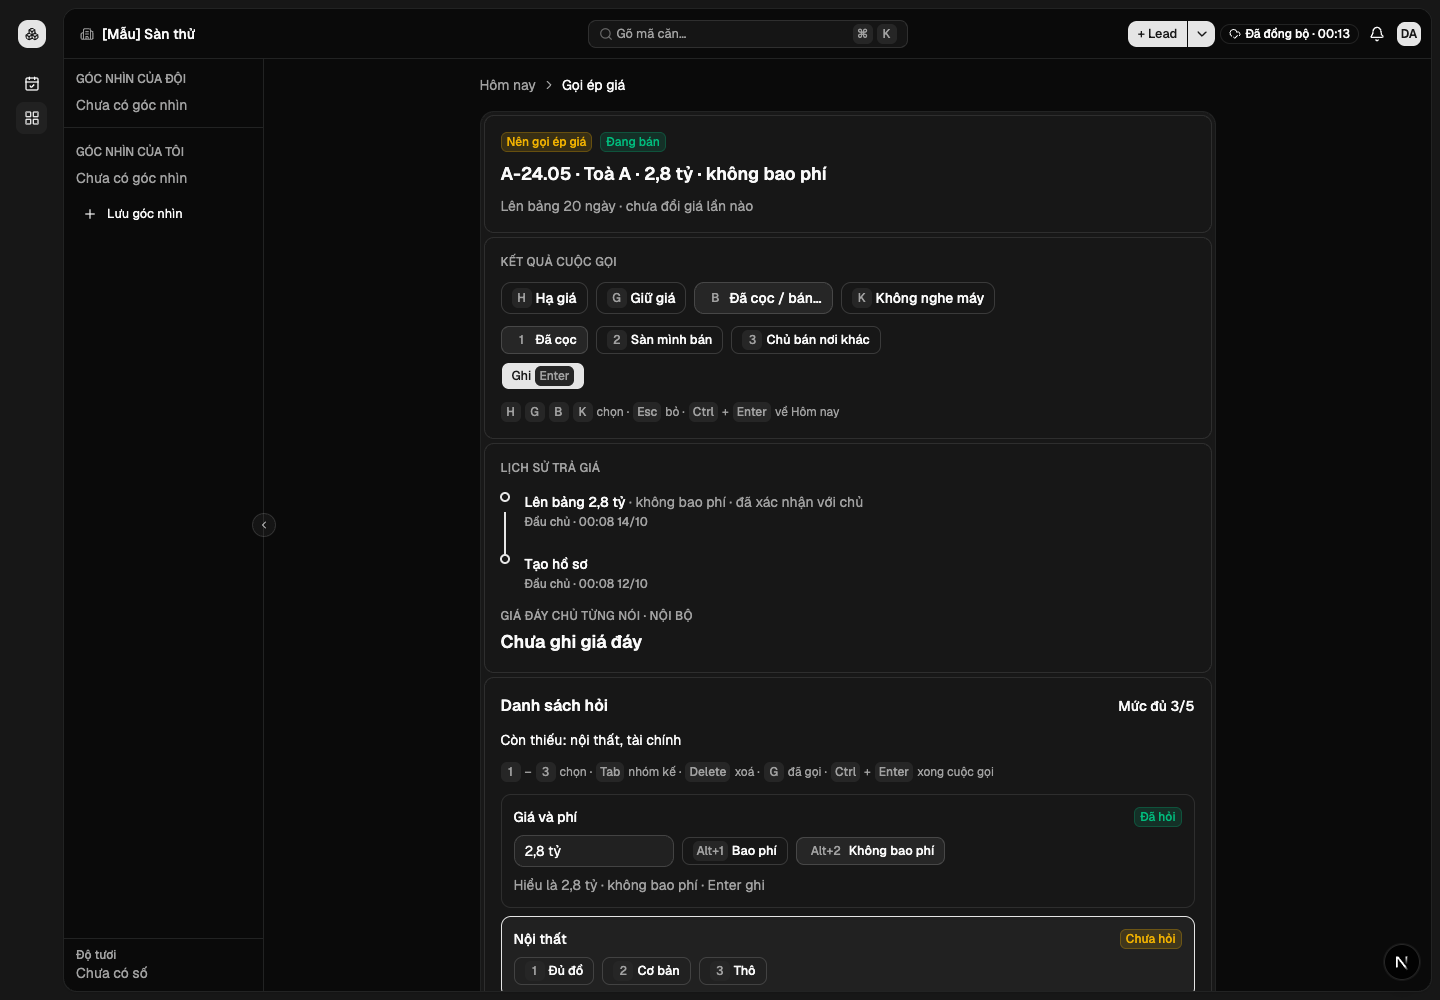 [Mẫu] Sàn thử
Gõ mã căn... ⌘ K
+ Lead
Đã đồng bộ · 00:13
DA
GÓC NHÌN CỦA ĐỘI
Chưa có góc nhìn
GÓC NHÌN CỦA TÔI
Chưa có góc nhìn
+ Lưu góc nhìn
Độ tươi
Chưa có số
Hôm nay > Gọi ép giá
Nên gọi ép giá Đang bán
A-24.05 · Toà A · 2,8 tỷ · không bao phí
Lên bảng 20 ngày · chưa đổi giá lần nào
KẾT QUẢ CUỘC GỌI
H Hạ giá G Giữ giá B Đã cọc / bán... K Không nghe máy
1 Đã cọc 2 Sàn mình bán 3 Chủ bán nơi khác
Ghi Enter
H G B K chọn · Esc bỏ · Ctrl + Enter về Hôm nay
LỊCH SỬ TRẢ GIÁ
Lên bảng 2,8 tỷ · không bao phí · đã xác nhận với chủ
Đầu chủ · 00:08 14/10
Tạo hồ sơ
Đầu chủ · 00:08 12/10
GIÁ ĐÁY CHỦ TỪNG NÓI · NỘI BỘ
Chưa ghi giá đáy
Danh sách hỏi Mức đủ 3/5
Còn thiếu: nội thất, tài chính
1 – 3 chọn · Tab nhóm kế · Delete xoá · G đã gọi · Ctrl + Enter xong cuộc gọi
Giá và phí Đã hỏi
2,8 tỷ Alt+1 Bao phí Alt+2 Không bao phí
Hiểu là 2,8 tỷ · không bao phí · Enter ghi
Nội thất Chưa hỏi
1 Đủ đồ 2 Cơ bản 3 Thô
N